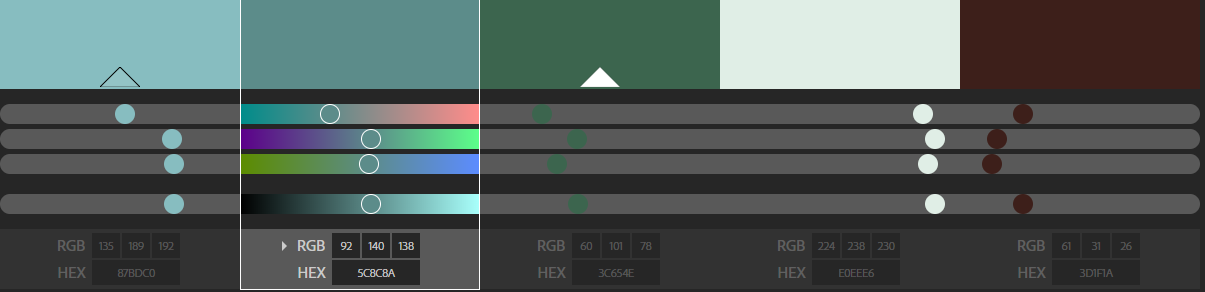 RGB 135 189 192
HEX 87BDC0
RGB 92 140 138
HEX 5C8C8A
RGB 60 101 78
HEX 3C654E
RGB 224 238 230
HEX E0EEE6
RGB 61 31 26
HEX 3D1F1A